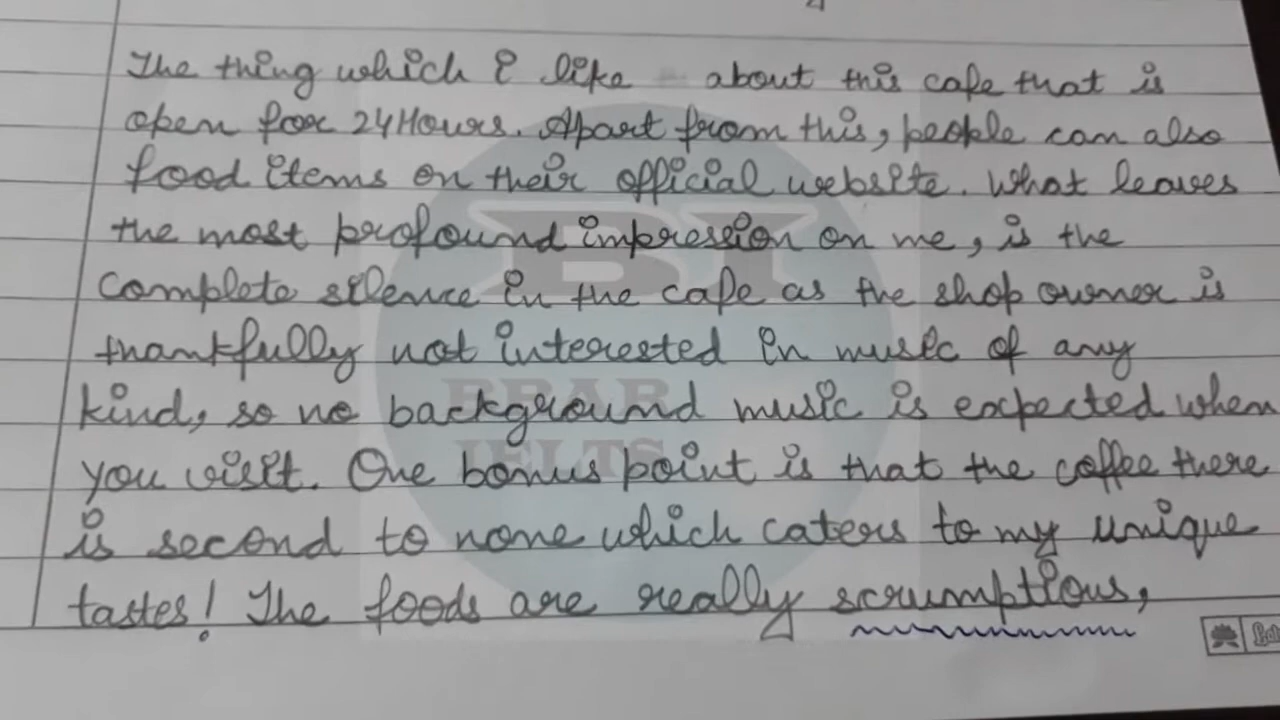 The thing which i like about this cafe that is
open for 24Hours. Apart from this, people can also
food items on their official website. What leaves
the most profound impression on me, is the
complete silence in the cafe as the shop owner is
thankfully not interested in music of any
kind, so no background music is expected when
you visit. One bonus point is that the coffee there
is second to none which caters to my unique
tastes! The foods are really scrumptious,
BI
BRAR
IELTS